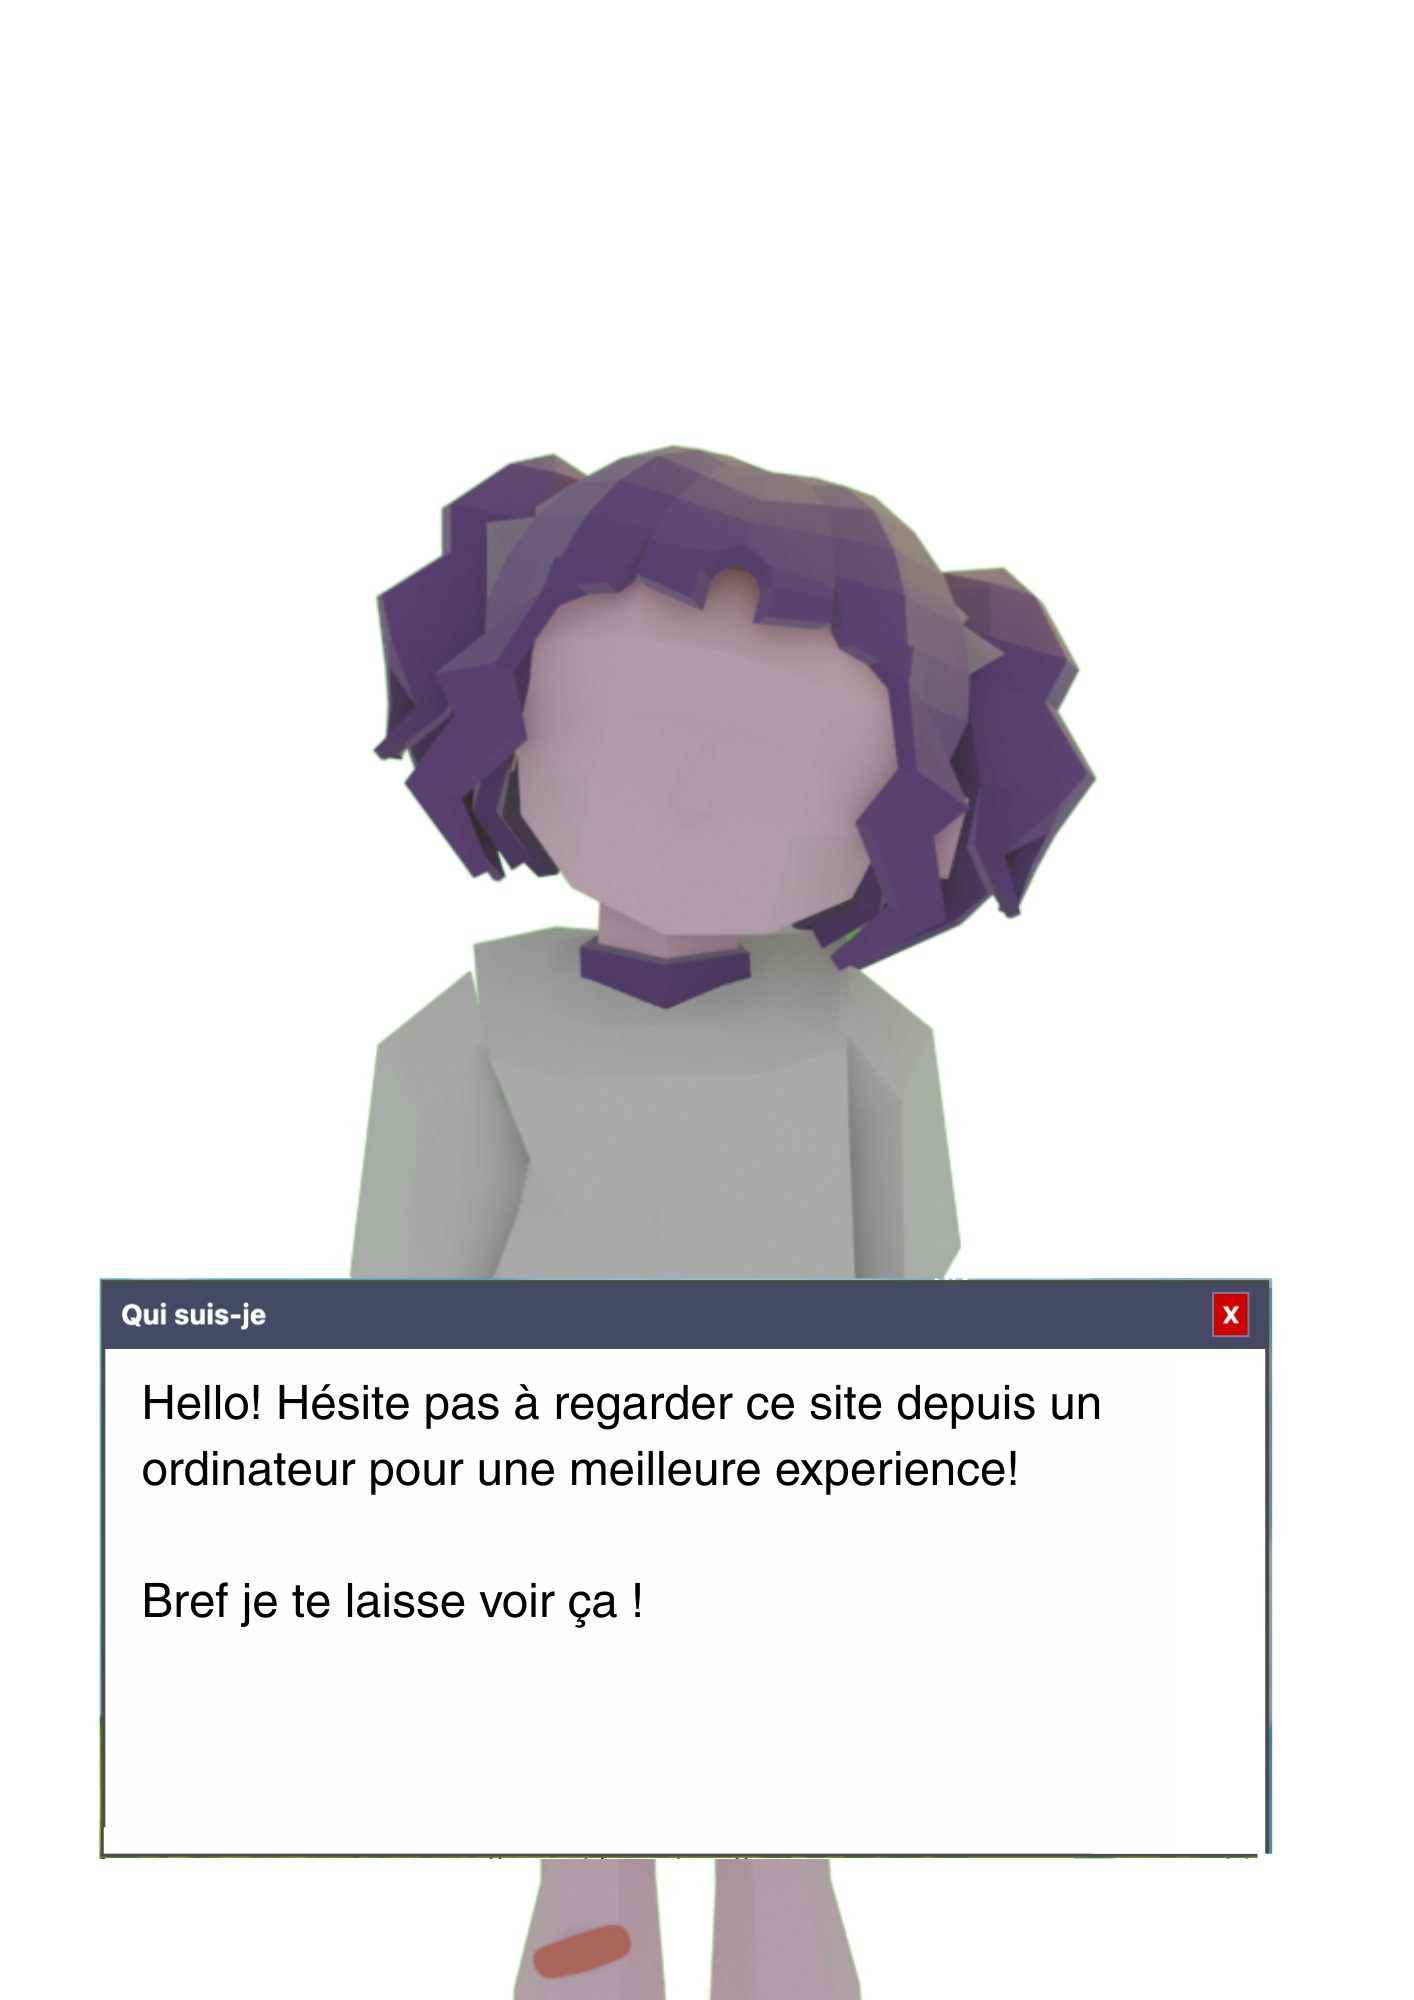 Qui suis-je
X
Hello! Hésite pas à regarder ce site depuis un
ordinateur pour une meilleure experience!
Bref je te laisse voir ça !